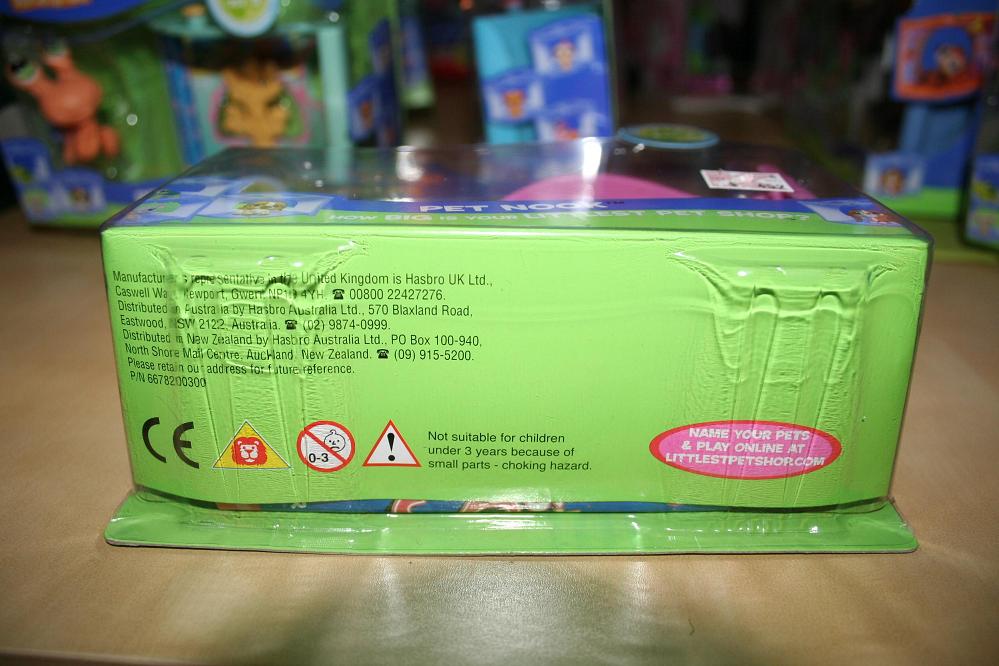 PET NOOK™
HOW BIG IS YOUR LITTLEST PET SHOP?
Manufacturer's representative in the United Kingdom is Hasbro UK Ltd.,
Caswell Way, Newport, Gwent NP10 4YH. ☎ 00800 22427276.
Distributed in Australia by Hasbro Australia Ltd., 570 Blaxland Road,
Eastwood, NSW 2122, Australia. ☎ (02) 9874-0999.
Distributed in New Zealand by Hasbro Australia Ltd., PO Box 100-940,
North Shore Mail Centre, Auckland, New Zealand. ☎ (09) 915-5200.
Please retain our address for future reference.
P/N 6678200300
CE
0-3
!
Not suitable for children
under 3 years because of
small parts - choking hazard.
NAME YOUR PETS
& PLAY ONLINE AT
LITTLESTPETSHOP.COM